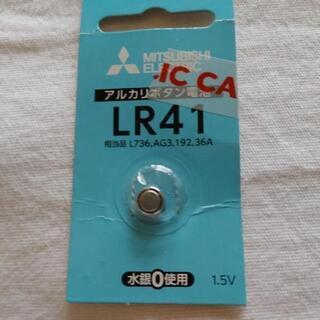 MITSUBISHI
ELECTRIC
-IC CA
アルカリボタン電池
LR41
相当品 L736,AG3,192,36A
水銀0使用
1.5V